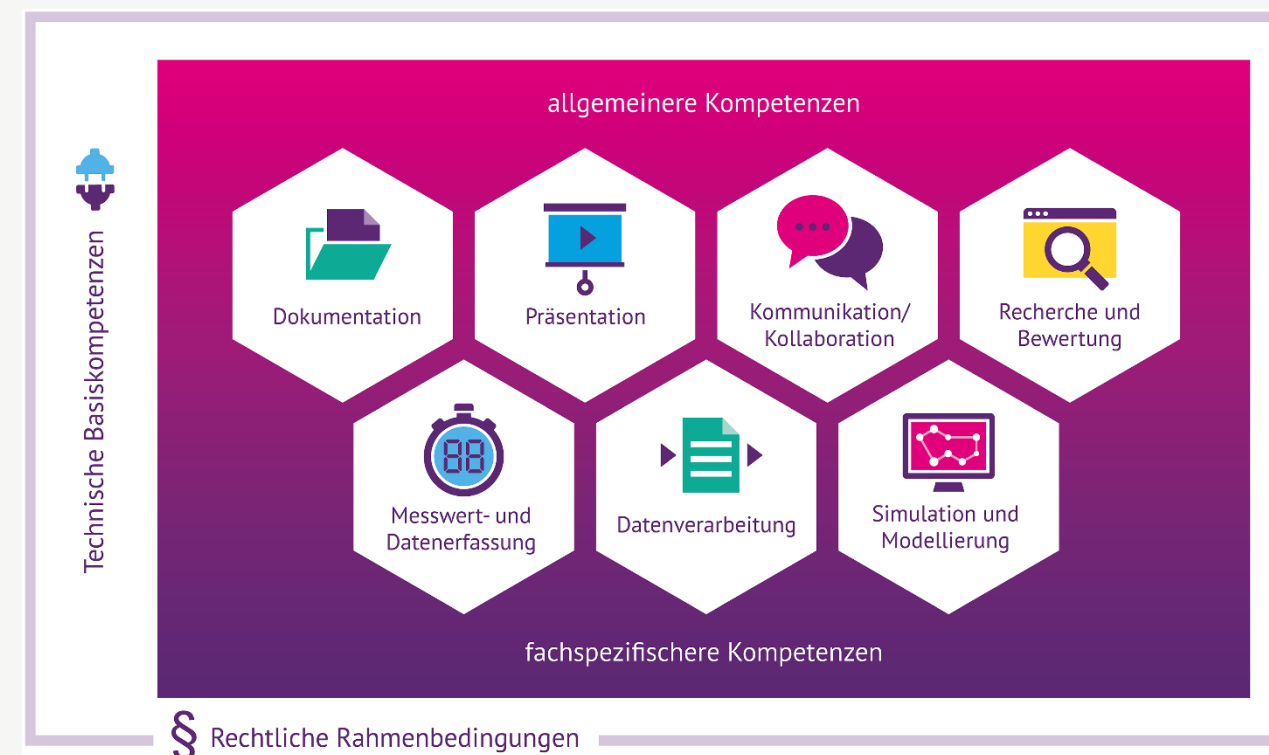 allgemeinere Kompetenzen
Dokumentation
Präsentation
Kommunikation/
Kollaboration
Recherche und
Bewertung
Messwert- und
Datenerfassung
88
Datenverarbeitung
Simulation und
Modellierung
fachspezifischere Kompetenzen
Technische Basiskompetenzen
§ Rechtliche Rahmenbedingungen